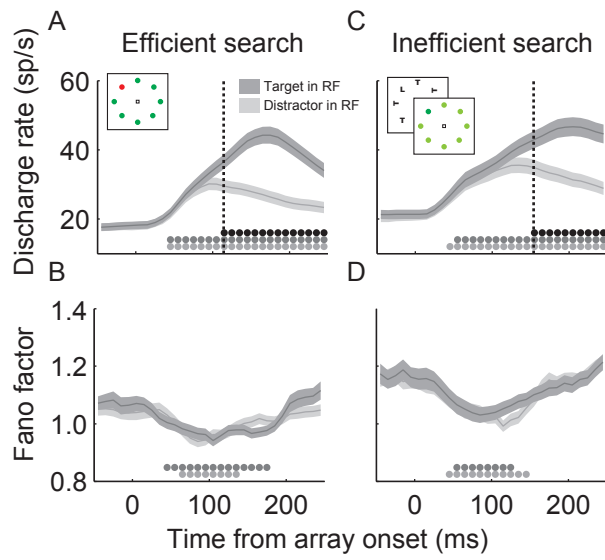 A
C
Efficient search
Inefficient search
60
40
20
Discharge rate (sp/s)
Target in RF
Distractor in RF
L
T
T
T
T
T
B
D
1.4
1.2
1.0
0.8
Fano factor
0
100
200
0
100
200
Time from array onset (ms)